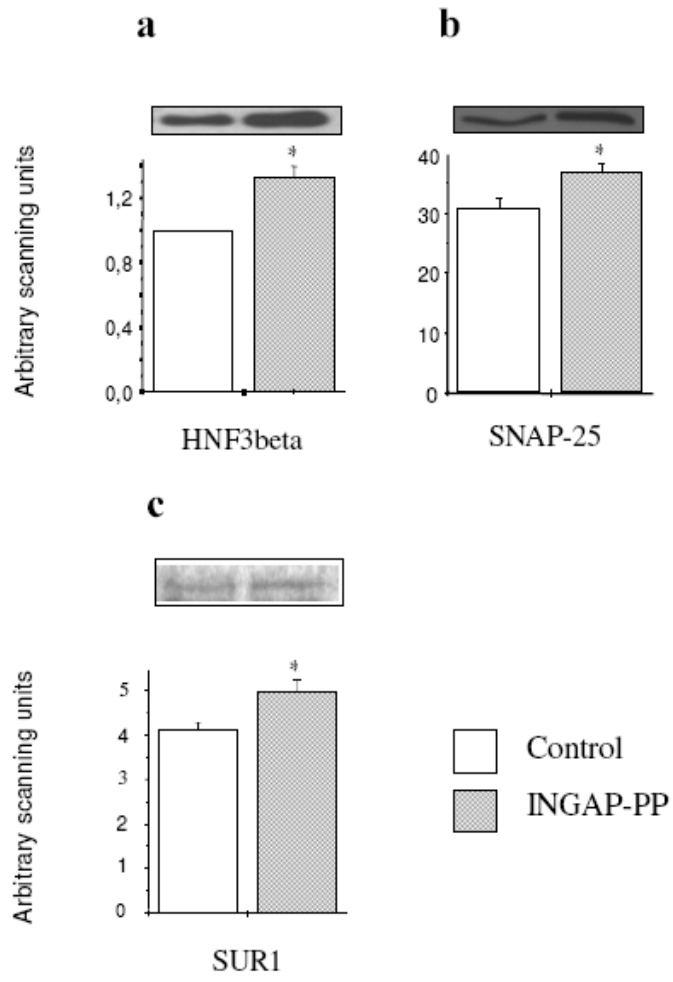 a
*
Arbitrary scanning units
1,2
0,8
0,4
0,0
HNF3beta
b
*
40
30
20
10
0
SNAP-25
c
*
Arbitrary scanning units
5
4
3
2
1
0
SUR1
Control
INGAP-PP